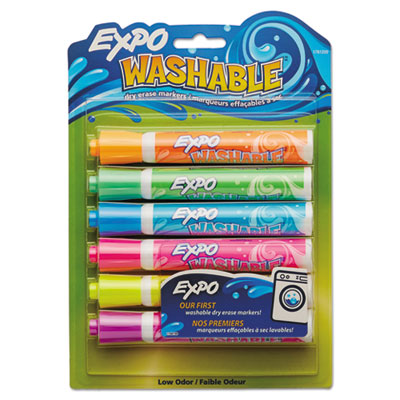 EXPO
WASHABLE
dry erase markers / marqueurs effaçables à sec
EXPO
WASHABLE
EXPO
WASHABLE
EXPO
WASHABLE
EXPO
WASHABLE
EXPO
OUR FIRST
washable dry erase markers!
NOS PREMIERS
marqueurs effaçables à sec lavables!
Low Odor / Faible Odeur